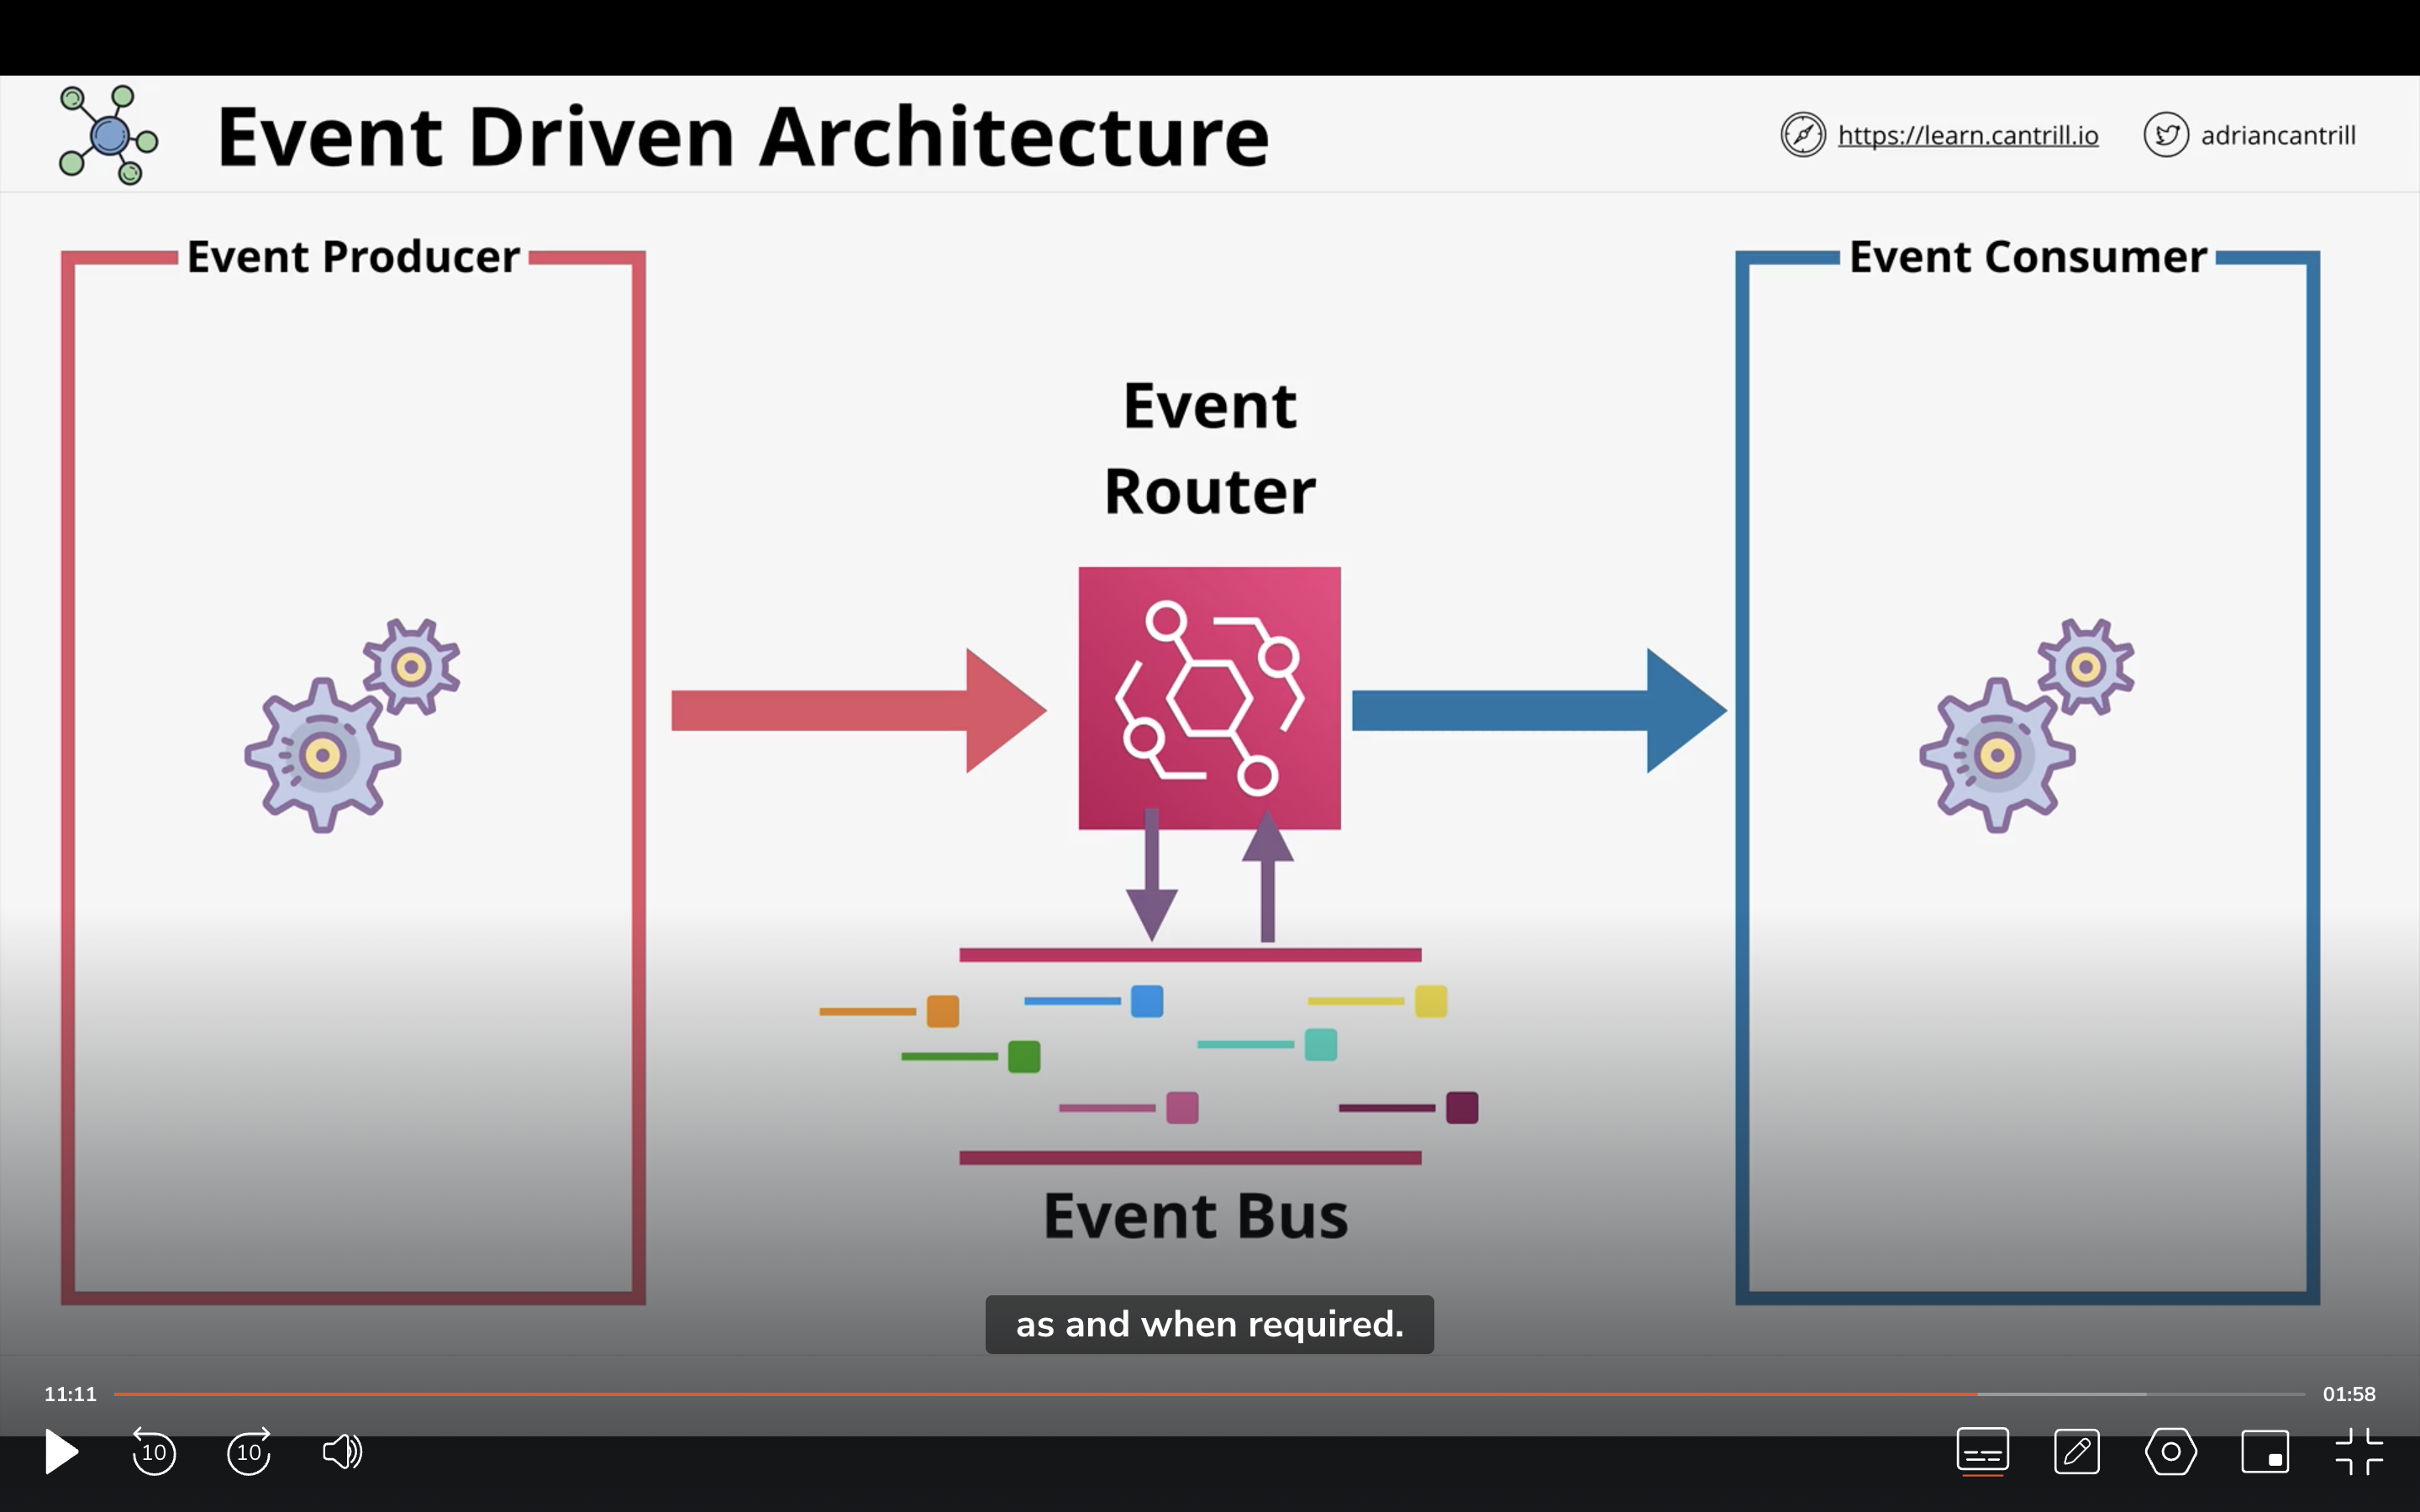 Event Driven Architecture
https://learn.cantrill.io
adriancantrill
Event Producer
Event Consumer
Event
Router
Event Bus
as and when required.
11:11
01:58
10
10